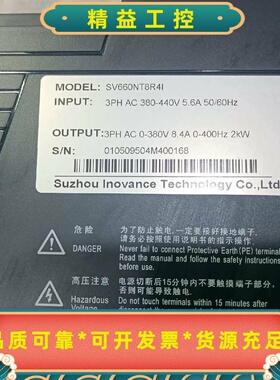 精益工控
MODEL: SV660NT8R4I
INPUT: 3PH AC 380-440V 5.6A 50/60Hz
OUTPUT: 3PH AC 0-380V 8.4A 0-400Hz 2kW
S/N: 010509504M400168
Suzhou Inovance Technology Co.,Ltd
危险
DANGER
为了防止触电,一定要接好接地端子.
操作前必须按照使用说明书的指示操作.
Never fail to connect Protective Earth(PE) terminal
Read the manual and follow the safety instructions before use.
高压注意
Hazardous
Voltage
电源切断后15分钟内不要触摸端子部分.
否则可能导致触电.
Do not touch terminals within 15 minutes after
品质可靠*可开发票*货源充足